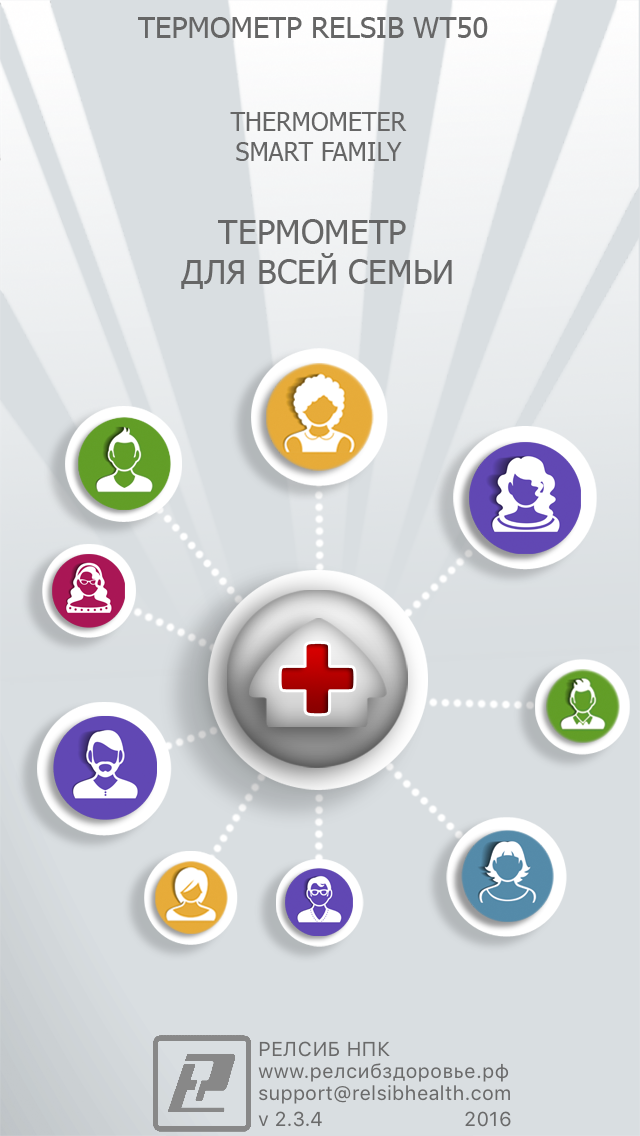 ТЕРМОМЕТР RELSIB WT50
THERMOMETER
SMART FAMILY
ТЕРМОМЕТР
ДЛЯ ВСЕЙ СЕМЬИ
РЕЛСИБ НПК
www.релсибздоровье.рф
support@relsibhealth.com
v 2.3.4 2016